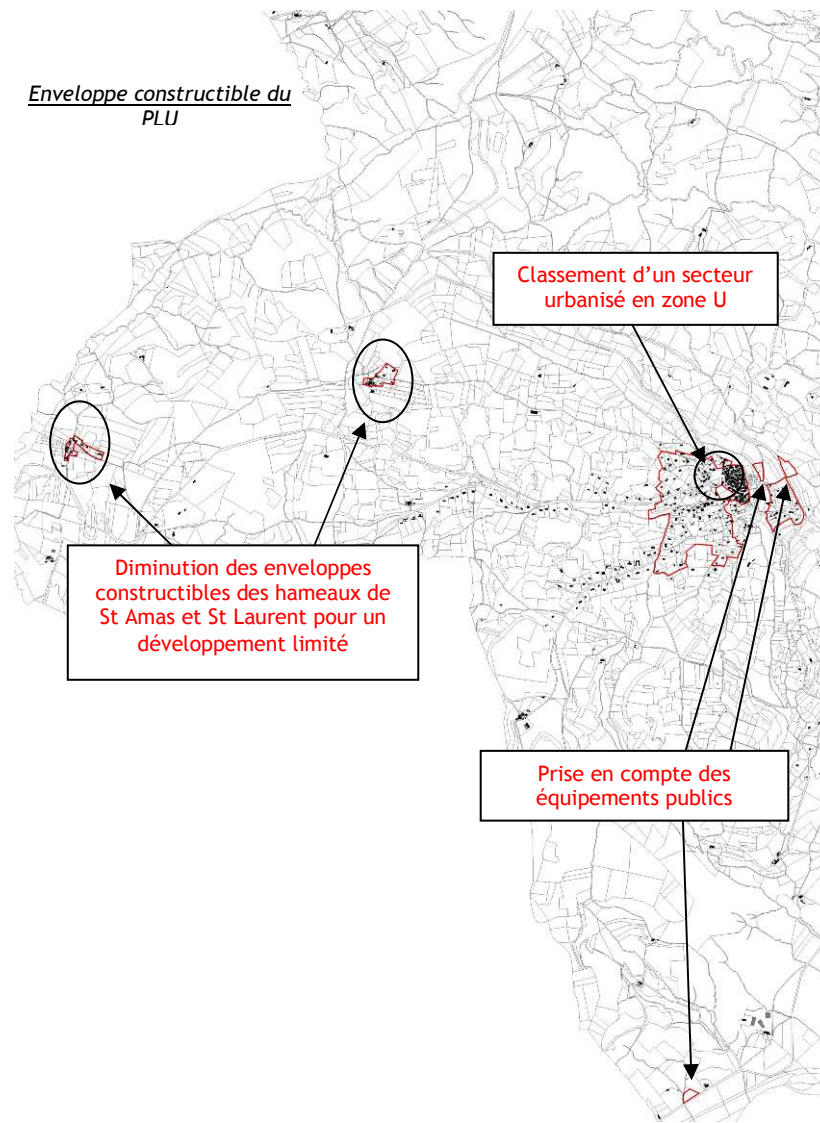 Enveloppe constructible du
PLU
Classement d’un secteur
urbanisé en zone U
Diminution des enveloppes
constructibles des hameaux de
St Amas et St Laurent pour un
développement limité
Prise en compte des
équipements publics